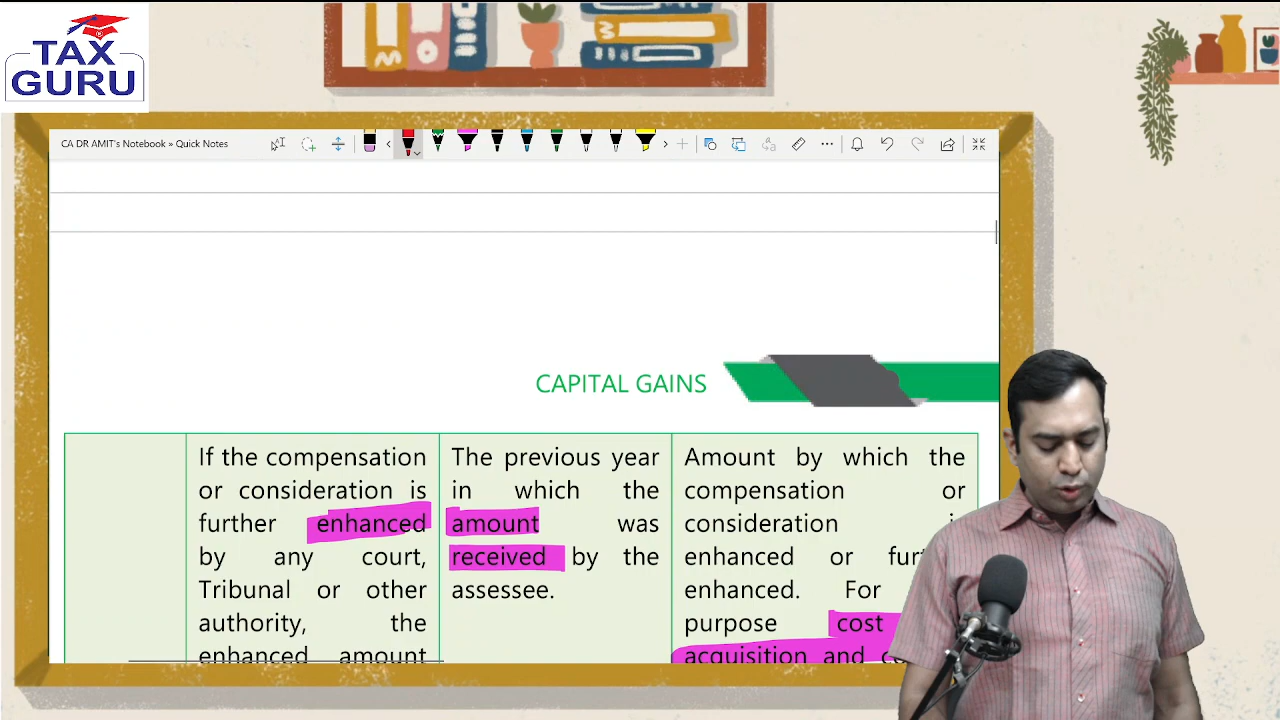 TAX
GURU
CA DR AMIT's Notebook » Quick Notes
CAPITAL GAINS
If the compensation
or consideration is
further enhanced
by any court,
Tribunal or other
authority, the
enhanced amount
The previous year
in which the
amount was
received by the
assessee.
Amount by which the
compensation or
consideration
enhanced or
enhanced. For
purpose cost
acquisition and